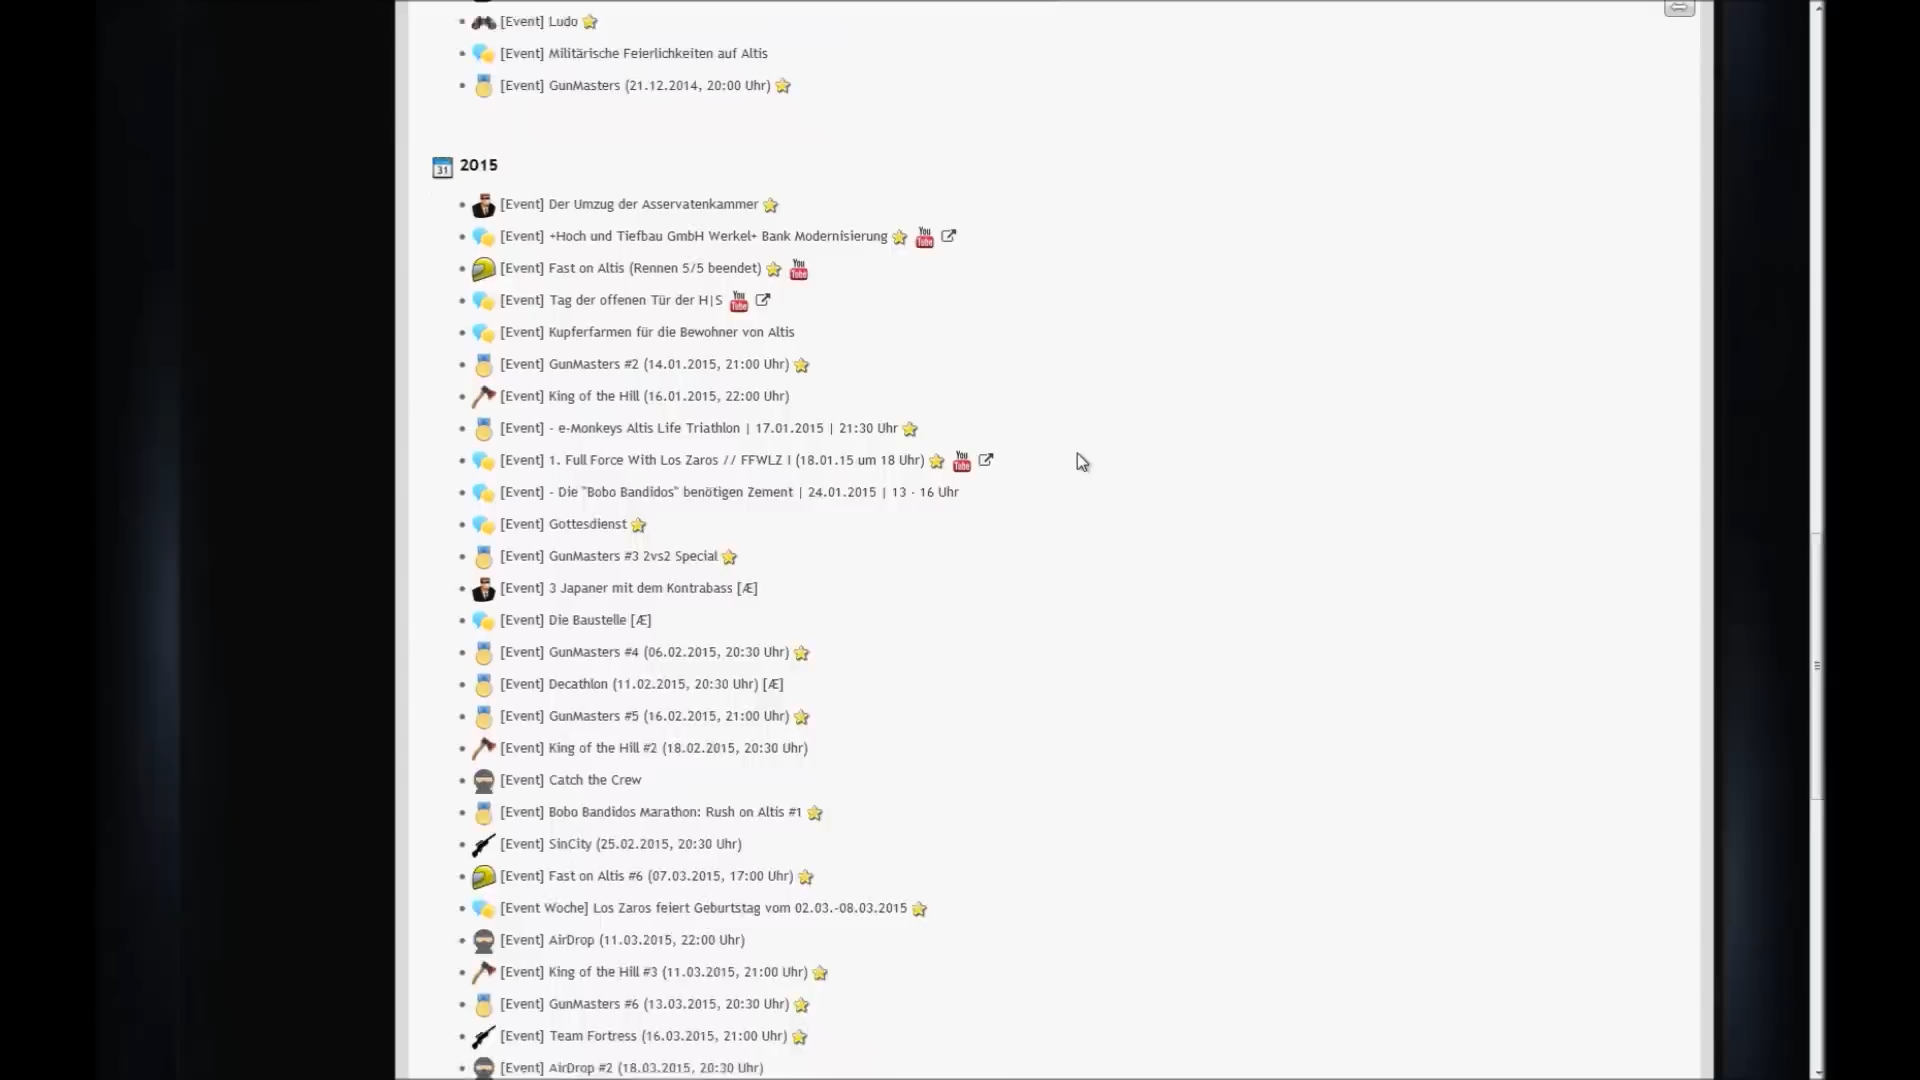 [Event] Ludo
[Event] Militärische Feierlichkeiten auf Altis
[Event] GunMasters (21.12.2014, 20:00 Uhr)
31 2015
[Event] Der Umzug der Asservatenkammer
[Event] +Hoch und Tiefbau GmbH Werkel+ Bank Modernisierung You Tube
[Event] Fast on Altis (Rennen 5/5 beendet) You Tube
[Event] Tag der offenen Tür der H|S You Tube
[Event] Kupferfarmen für die Bewohner von Altis
[Event] GunMasters #2 (14.01.2015, 21:00 Uhr)
[Event] King of the Hill (16.01.2015, 22:00 Uhr)
[Event] - e-Monkeys Altis Life Triathlon | 17.01.2015 | 21:30 Uhr
[Event] 1. Full Force With Los Zaros // FFWLZ I (18.01.15 um 18 Uhr) You Tube
[Event] - Die "Bobo Bandidos" benötigen Zement | 24.01.2015 | 13 - 16 Uhr
[Event] Gottesdienst
[Event] GunMasters #3 2vs2 Special
[Event] 3 Japaner mit dem Kontrabass [Æ]
[Event] Die Baustelle [Æ]
[Event] GunMasters #4 (06.02.2015, 20:30 Uhr)
[Event] Decathlon (11.02.2015, 20:30 Uhr) [Æ]
[Event] GunMasters #5 (16.02.2015, 21:00 Uhr)
[Event] King of the Hill #2 (18.02.2015, 20:30 Uhr)
[Event] Catch the Crew
[Event] Bobo Bandidos Marathon: Rush on Altis #1
[Event] SinCity (25.02.2015, 20:30 Uhr)
[Event] Fast on Altis #6 (07.03.2015, 17:00 Uhr)
[Event Woche] Los Zaros feiert Geburtstag vom 02.03.-08.03.2015
[Event] AirDrop (11.03.2015, 22:00 Uhr)
[Event] King of the Hill #3 (11.03.2015, 21:00 Uhr)
[Event] GunMasters #6 (13.03.2015, 20:30 Uhr)
[Event] Team Fortress (16.03.2015, 21:00 Uhr)
[Event] AirDrop #2 (18.03.2015, 20:30 Uhr)